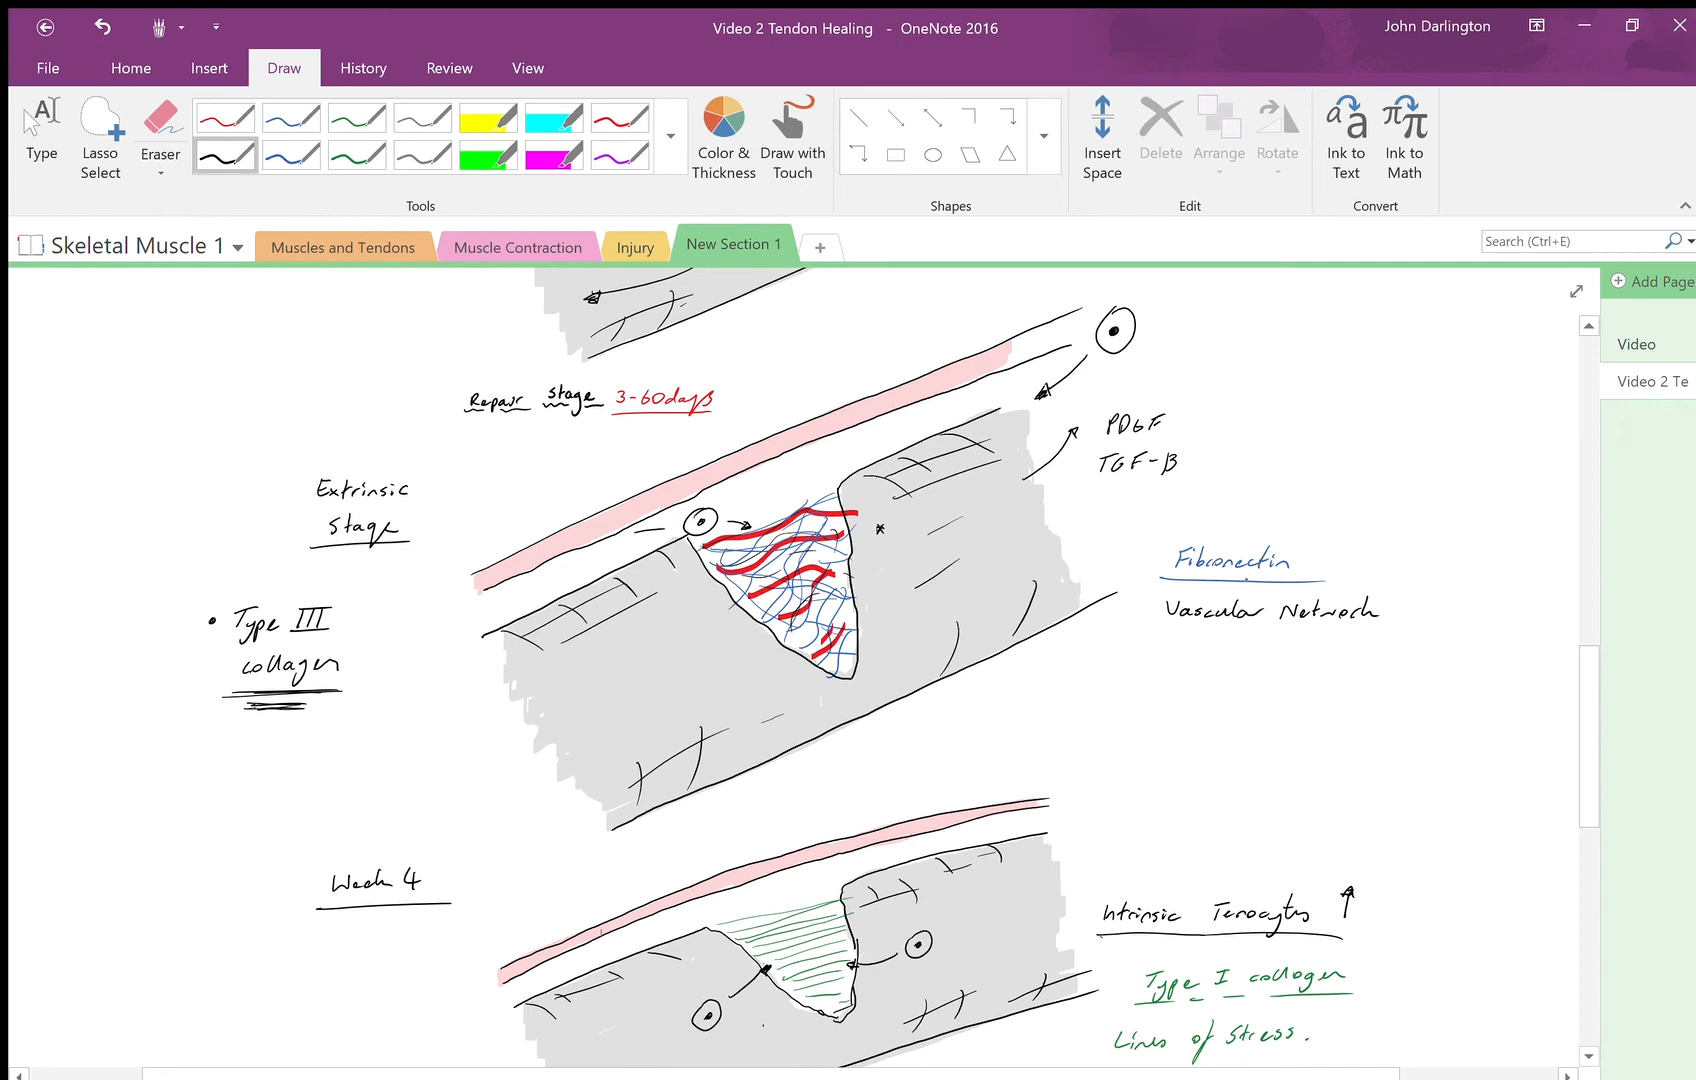 Video 2 Tendon Healing - OneNote 2016
John Darlington
File Home Insert Draw History Review View
Type
Lasso Select
Eraser
Color & Thickness
Draw with Touch
Insert Space
Delete
Arrange
Rotate
Ink to Text
Ink to Math
Tools
Shapes
Edit
Convert
Skeletal Muscle 1
Muscles and Tendons
Muscle Contraction
Injury
New Section 1
Search (Ctrl+E)
Add Page
Video
Video 2 Te
Repair Stage 3-60days
PDGF
TGF-β
Extrinsic
Stage
Fibronectin
Vascular Network
• Type III
collagen
Week 4
Intrinsic Tenocytes ↑
Type I collagen
Lines of Stress.